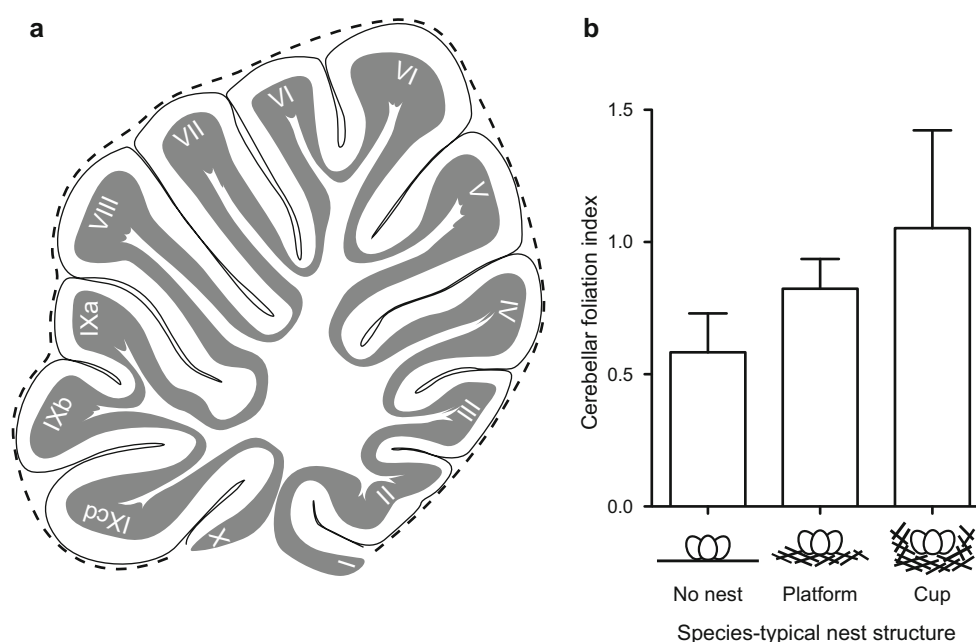 a
VI
VI
VII
V
VIII
IV
IXa
III
IXb
II
IXcd
X
I
b
1.5
1.0
0.5
0.0
Cerebellar foliation index
No nest
Platform
Cup
Species-typical nest structure